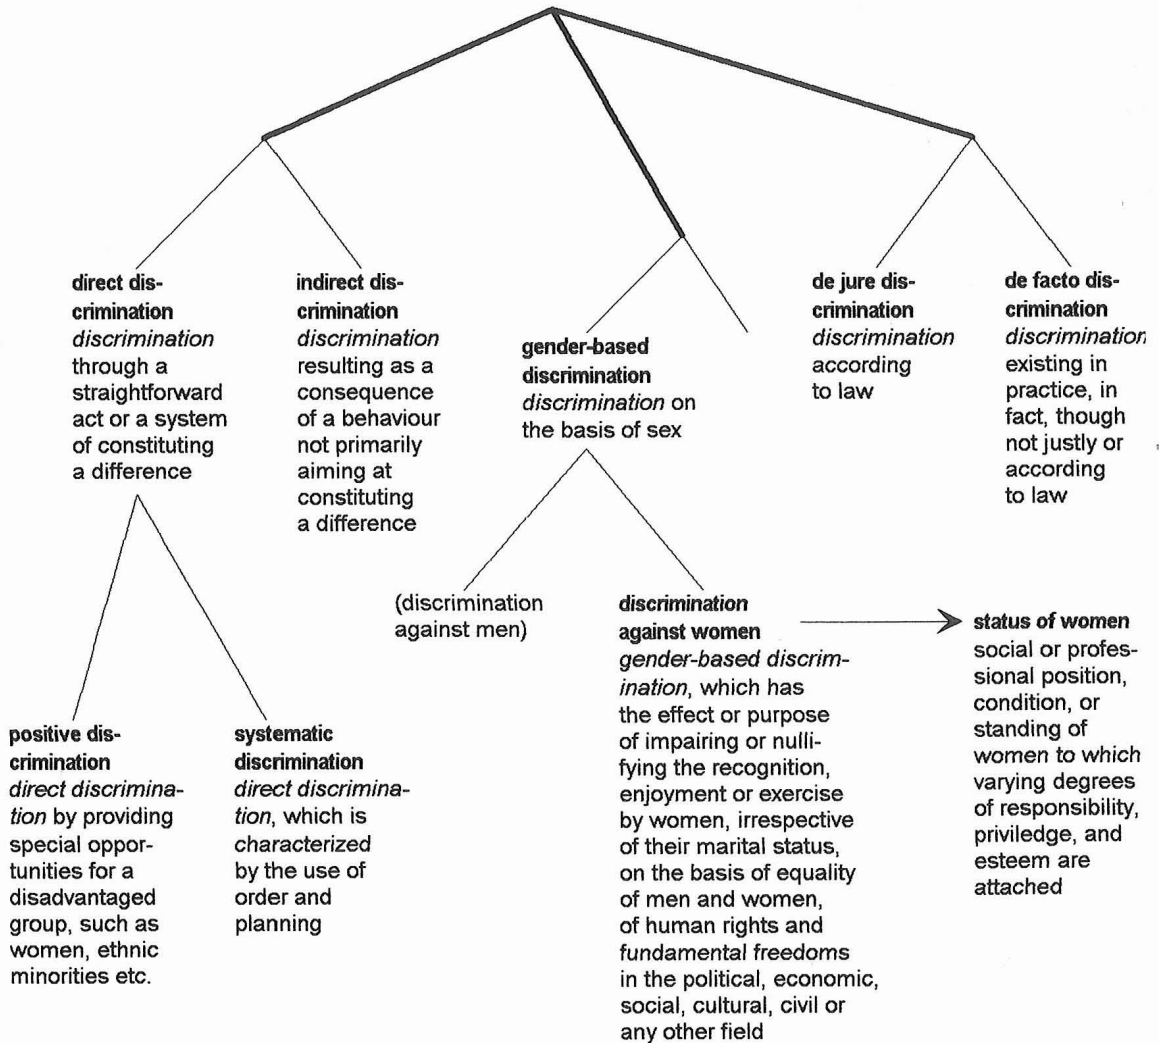 direct dis-
crimination
discrimination
through a
straightforward
act or a system
of constituting
a difference
indirect dis-
crimination
discrimination
resulting as a
consequence
of a behaviour
not primarily
aiming at
constituting
a difference
gender-based
discrimination
discrimination on
the basis of sex
de jure dis-
crimination
discrimination
according
to law
de facto dis-
crimination
discrimination
existing in
practice, in
fact, though
not justly or
according
to law
(discrimination
against men)
discrimination
against women
gender-based discrim-
ination, which has
the effect or purpose
of impairing or nulli-
fying the recognition,
enjoyment or exercise
by women, irrespective
of their marital status,
on the basis of equality
of men and women,
of human rights and
fundamental freedoms
in the political, economic,
social, cultural, civil or
any other field
status of women
social or profes-
sional position,
condition, or
standing of
women to which
varying degrees
of responsibility,
priviledge, and
esteem are
attached
positive dis-
crimination
direct discrimina-
tion by providing
special oppor-
tunities for a
disadvantaged
group, such as
women, ethnic
minorities etc.
systematic
discrimination
direct discrimina-
tion, which is
characterized
by the use of
order and
planning